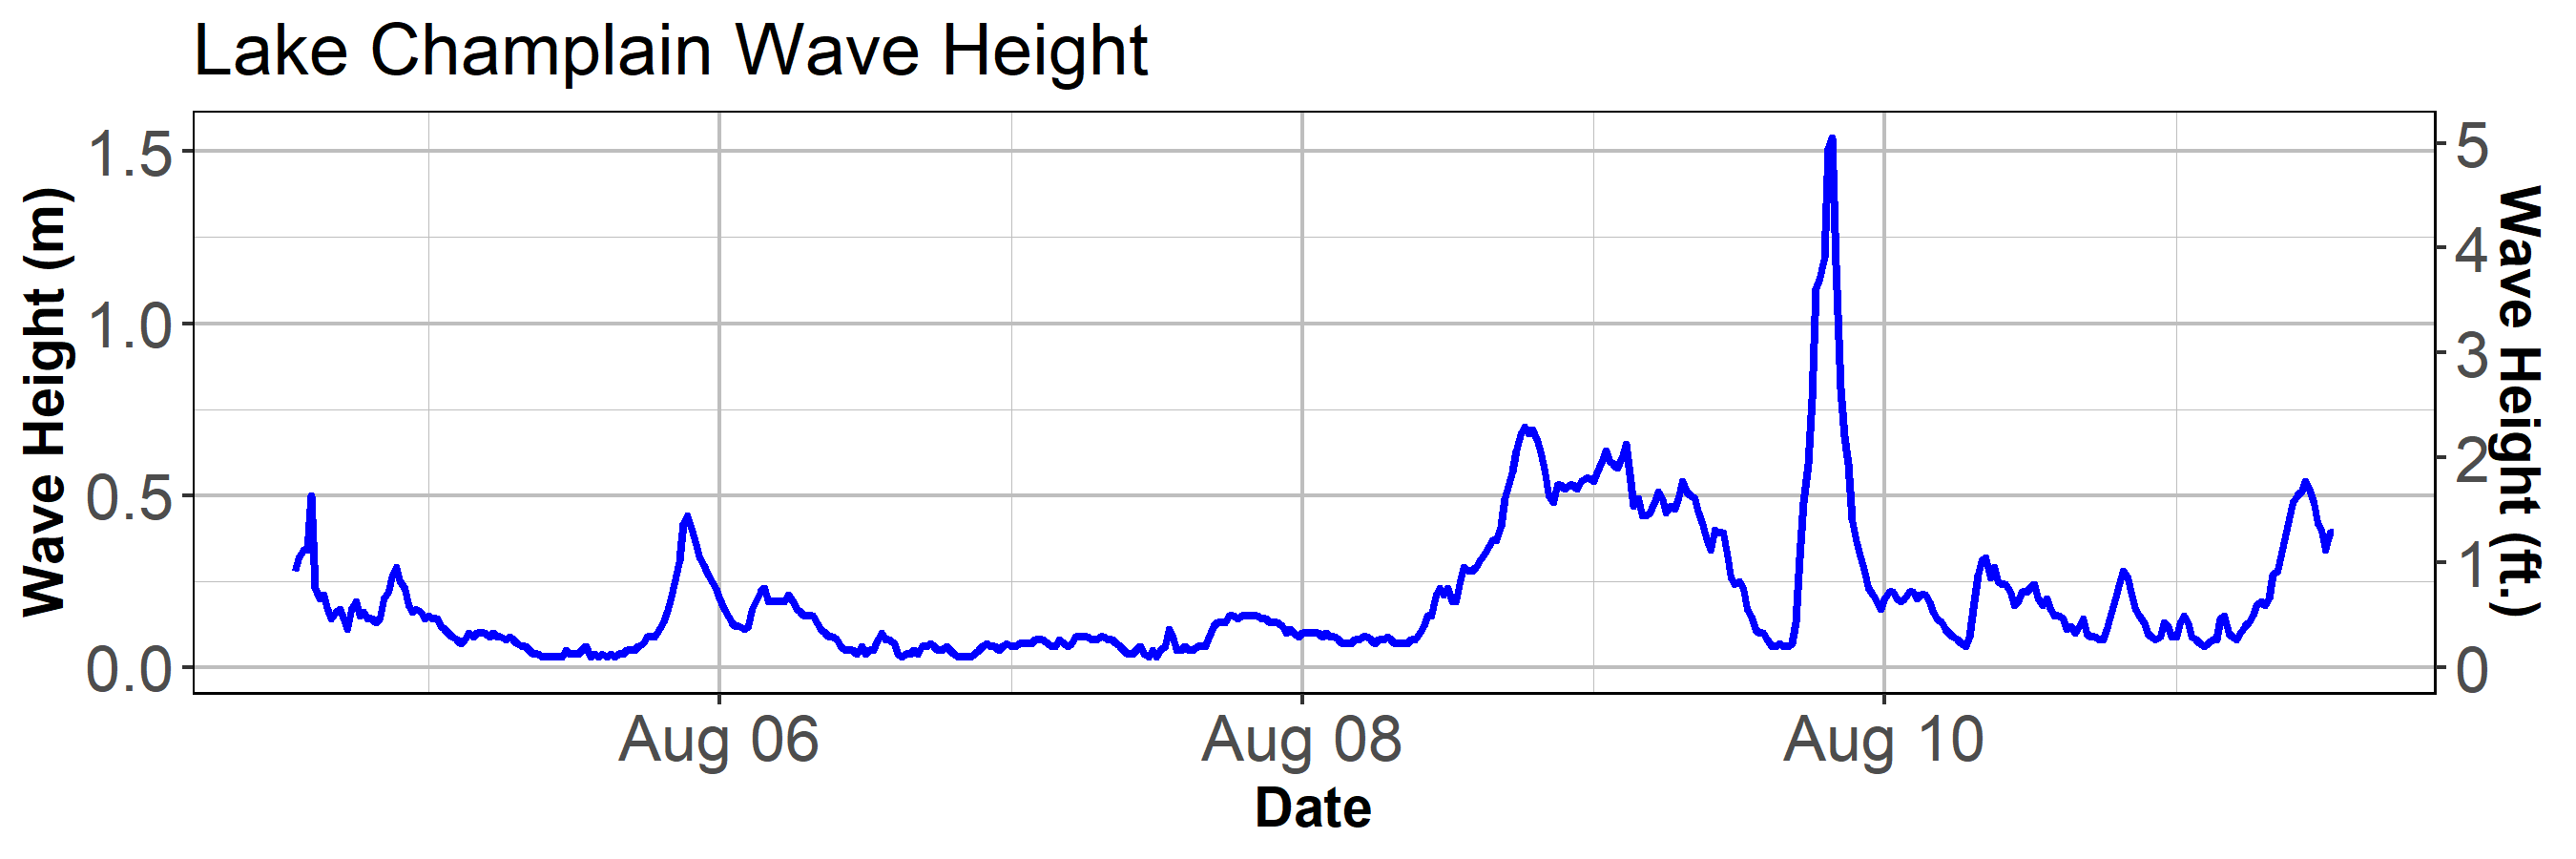 Lake Champlain Wave Height
Wave Height (m)
1.5
1.0
0.5
0.0
5
4
3
2
1
0
Wave Height (ft.)
Aug 06
Aug 08
Aug 10
Date